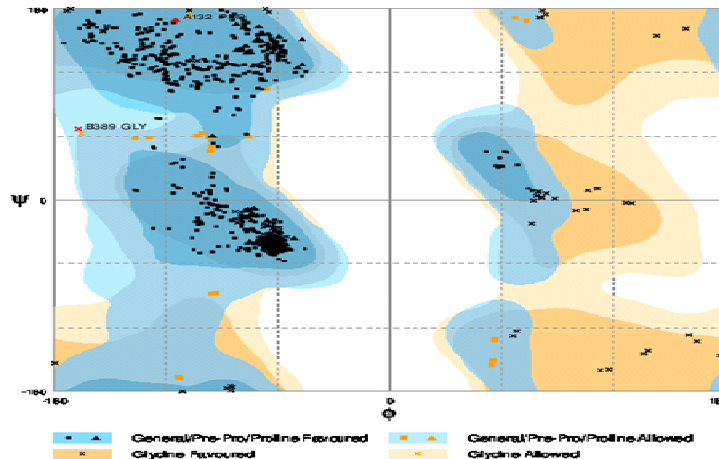 180
A132
B389 GLY
Ψ
0
-180
-180
0
Φ
General/Pre-Pro/Proline Favoured
General/Pre-Pro/Proline Allowed
Glycine Favoured
Glycine Allowed